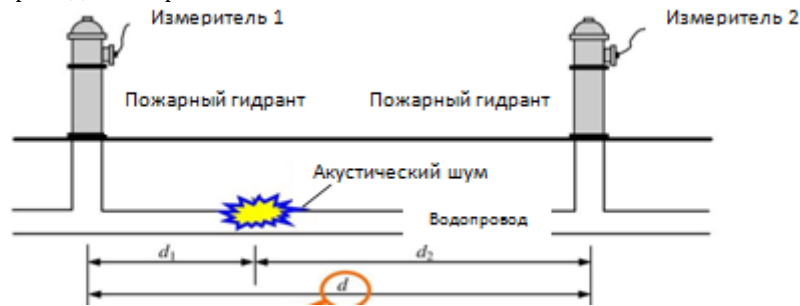 Измеритель 1
Измеритель 2
Пожарный гидрант
Пожарный гидрант
Акустический шум
Водопровод
d₁
d₂
d